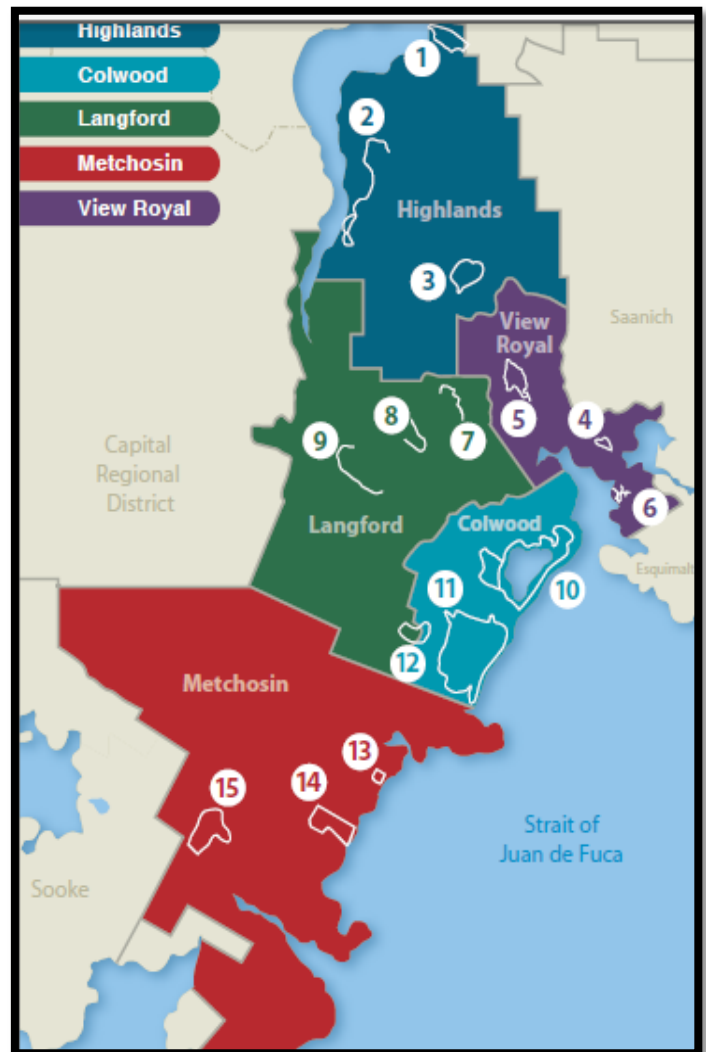 Highlands
Colwood
Langford
Metchosin
View Royal
1
2
Highlands
3
View
Royal
Saanich
5
4
6
8
7
9
Capital
Regional
District
Langford
Colwood
Esquimalt
11
10
12
Metchosin
13
14
15
Strait of
Juan de Fuca
Sooke